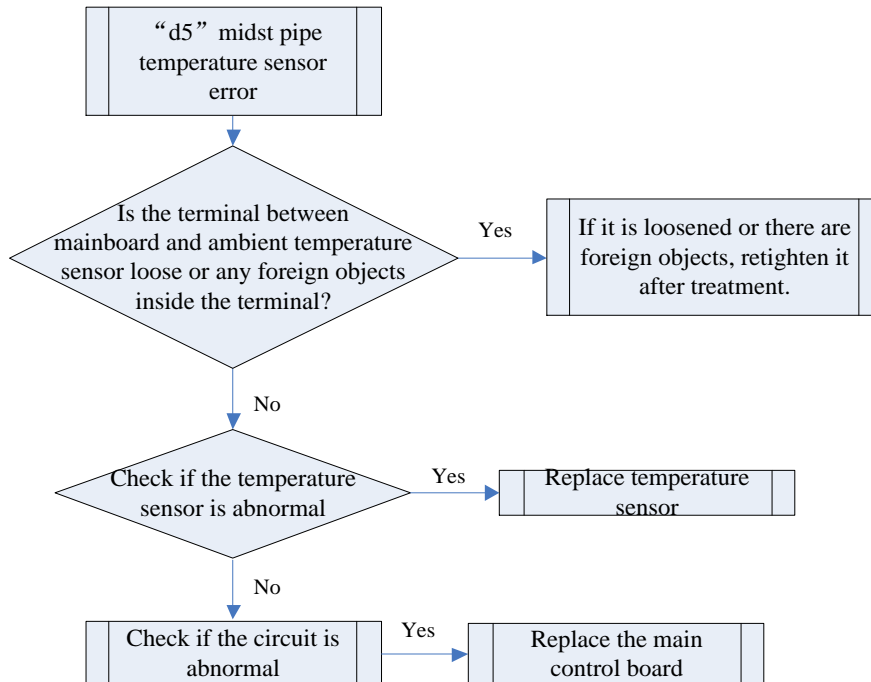 “d5” midst pipe
temperature sensor
error
Is the terminal between
mainboard and ambient temperature
sensor loose or any foreign objects
inside the terminal?
Yes
If it is loosened or there are
foreign objects, retighten it
after treatment.
No
Check if the temperature
sensor is abnormal
Yes
Replace temperature
sensor
No
Check if the circuit is
abnormal
Yes
Replace the main
control board